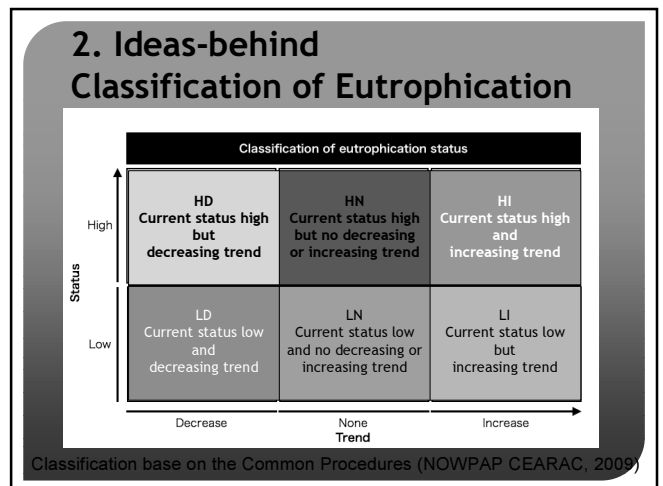 2. Ideas-behind
Classification of Eutrophication
Classification of eutrophication status
HD
Current status high
but
decreasing trend
HN
Current status high
but no decreasing
or increasing trend
HI
Current status high
and
increasing trend
High
Status
Low
LD
Current status low
and
decreasing trend
LN
Current status low
and no decreasing or
increasing trend
LI
Current status low
but
increasing trend
Decrease
None
Increase
Trend
Classification base on the Common Procedures (NOWPAP CEARAC, 2009)